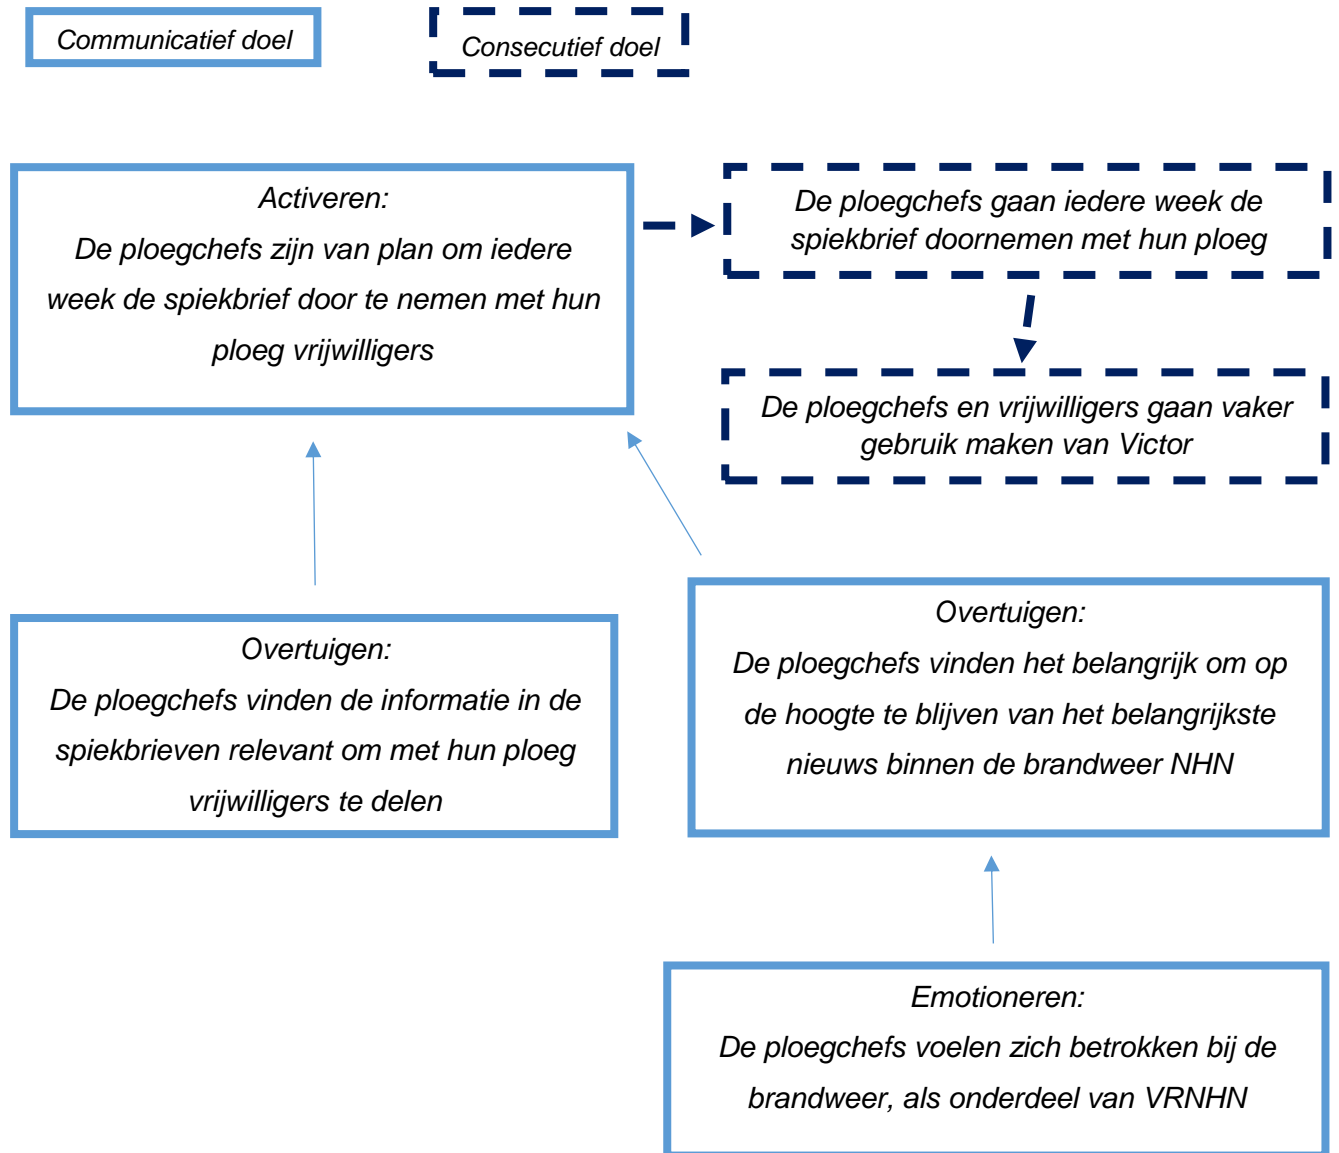 Communicatief doel
Consecutief doel
Activeren:
De ploegchefs zijn van plan om iedere
week de spiekbrief door te nemen met hun
ploeg vrijwilligers
De ploegchefs gaan iedere week de
spiekbrief doornemen met hun ploeg
De ploegchefs en vrijwilligers gaan vaker
gebruik maken van Victor
Overtuigen:
De ploegchefs vinden de informatie in de
spiekbrieven relevant om met hun ploeg
vrijwilligers te delen
Overtuigen:
De ploegchefs vinden het belangrijk om op
de hoogte te blijven van het belangrijkste
nieuws binnen de brandweer NHN
Emotioneren:
De ploegchefs voelen zich betrokken bij de
brandweer, als onderdeel van VRNHN